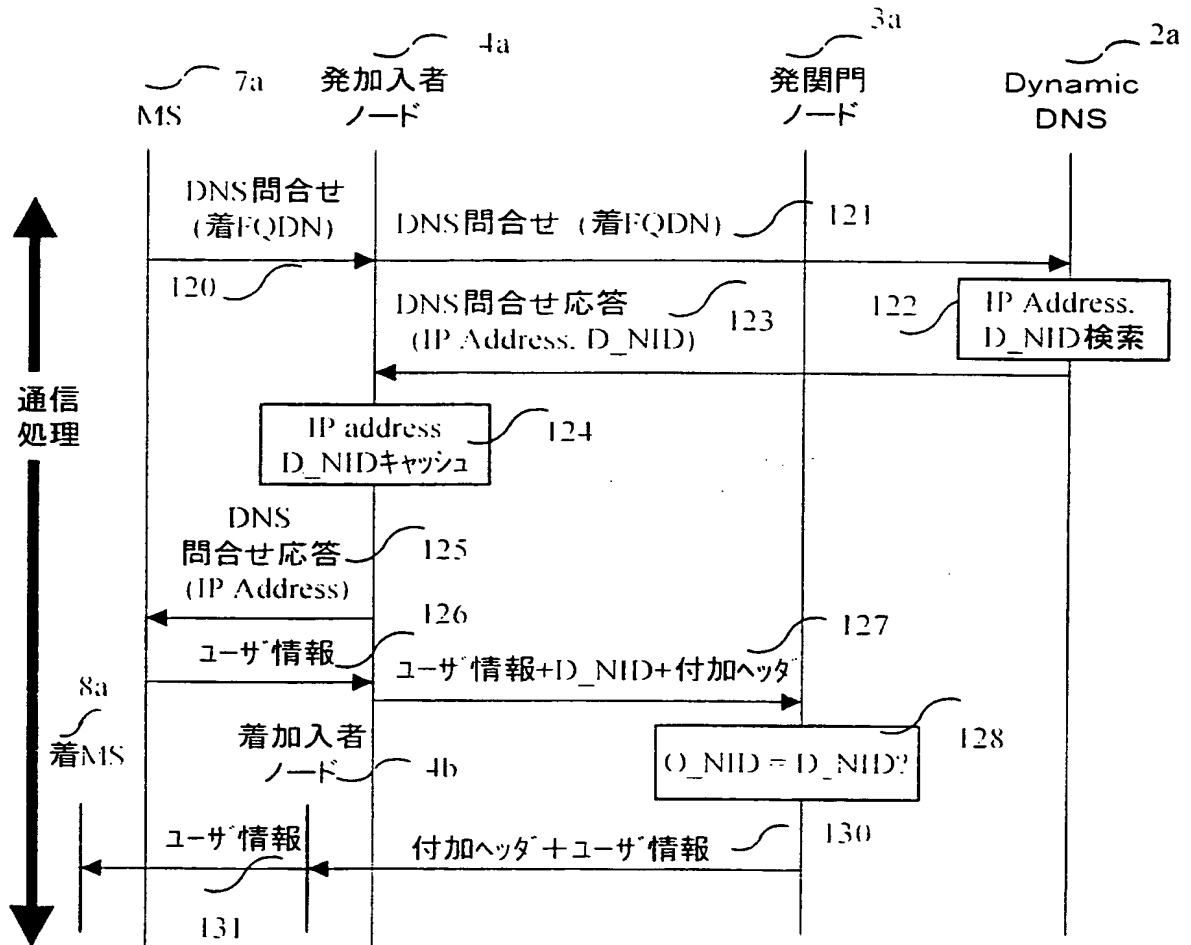 4a
3a
2a
7a
MS
発加入者
ノード
発関門
ノード
Dynamic
DNS
DNS問合せ
(着FQDN)
120
DNS問合せ (着FQDN)
121
122
IP Address.
D_NID検索
DNS問合せ応答
(IP Address. D_NID)
123
通信
処理
IP address
D_NIDキャッシュ
124
DNS
問合せ応答
(IP Address)
125
ユーザ情報
126
ユーザ情報+D_NID+付加ヘッダ
127
8a
着MS
着加入者
ノード
4b
O_NID = D_NID?
128
ユーザ情報
131
付加ヘッダ+ユーザ情報
130